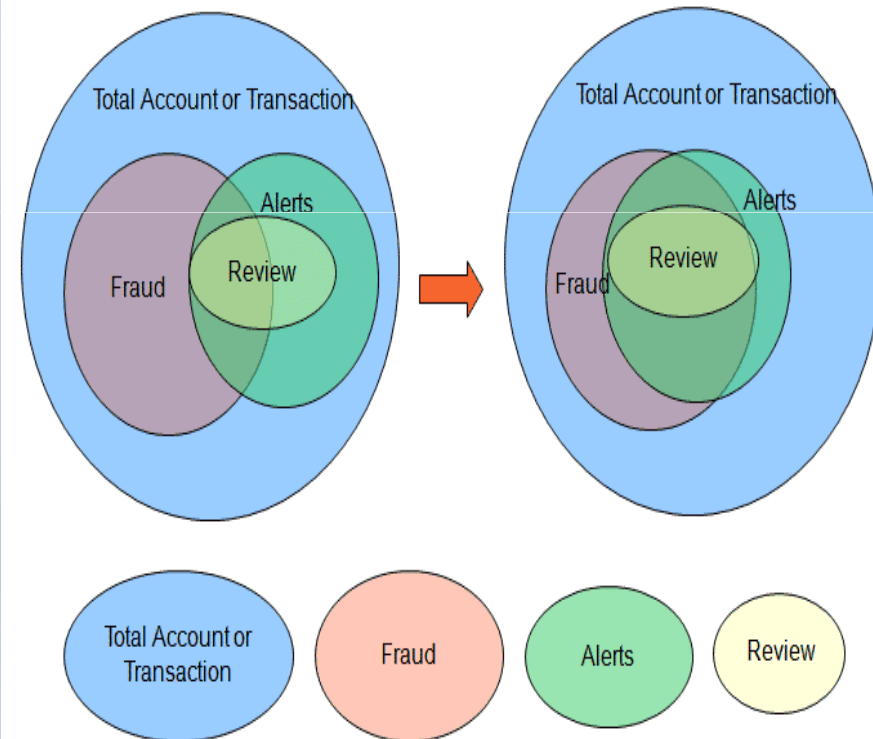 Total Account or Transaction
Alerts
Fraud
Review
Total Account or Transaction
Alerts
Fraud
Review
Total Account or
Transaction
Fraud
Alerts
Review